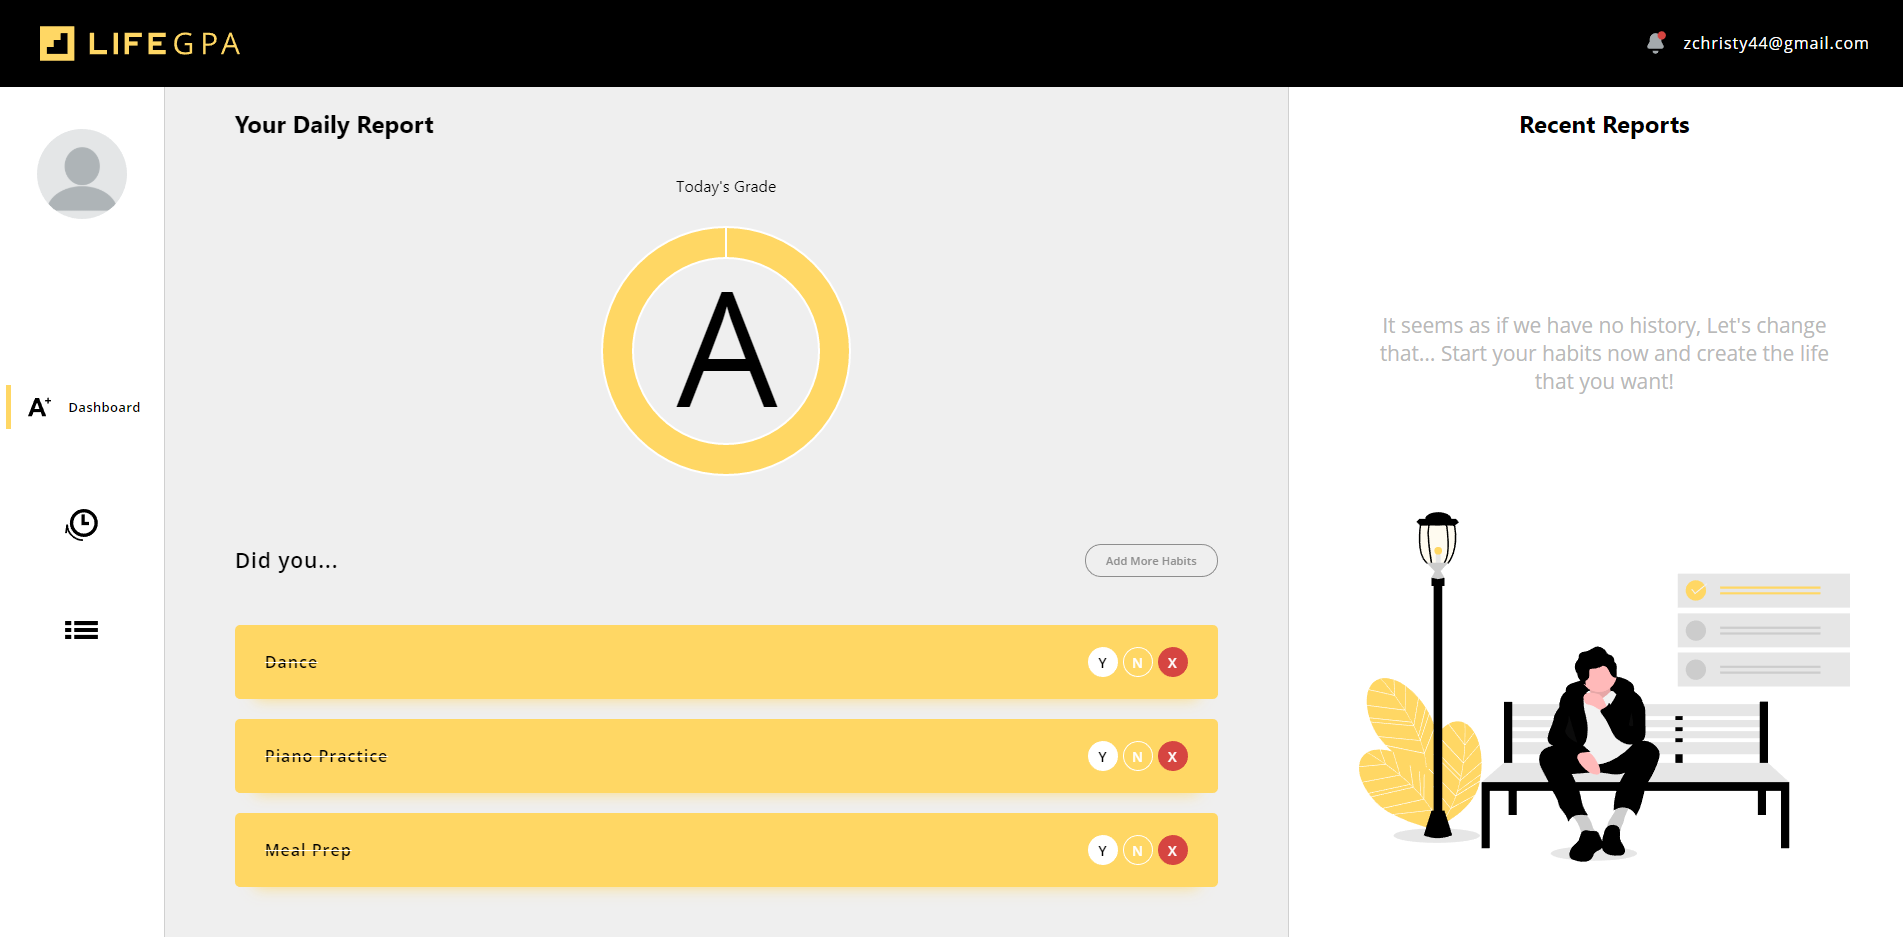 LIFEGPA
zchristy44@gmail.com
Your Daily Report
Today's Grade
A
A+ Dashboard
Did you...
Add More Habits
Dance Y N X
Piano Practice Y N X
Meal Prep Y N X
Recent Reports
It seems as if we have no history, Let's change
that... Start your habits now and create the life
that you want!